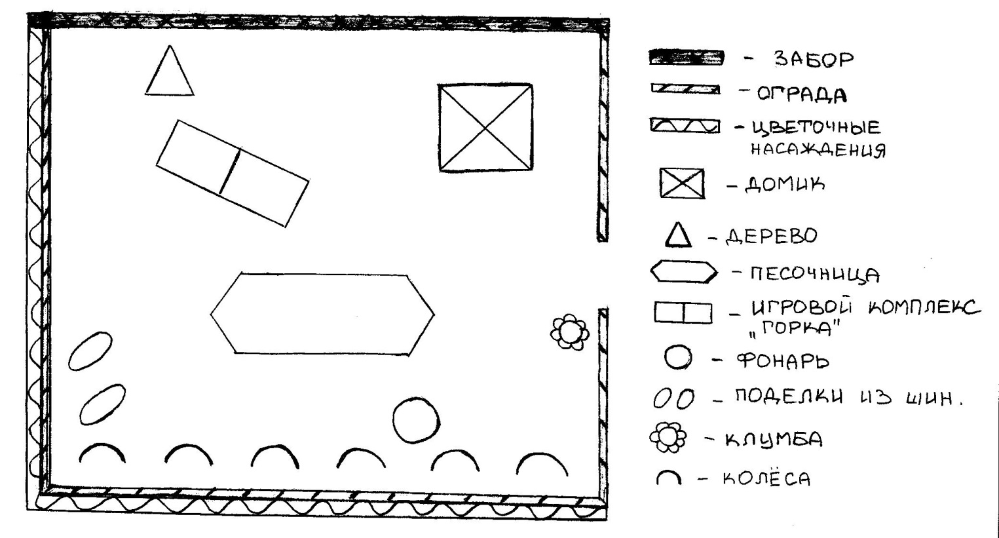 - ЗАБОР
- ОГРАДА
- ЦВЕТОЧНЫЕ
НАСАЖДЕНИЯ
- ДОМИК
- ДЕРЕВО
- ПЕСОЧНИЦА
- ИГРОВОЙ КОМПЛЕКС
„ГОРКА"
- ФОНАРЬ
- ПОДЕЛКИ ИЗ ШИН.
- КЛУМБА
- КОЛЁСА